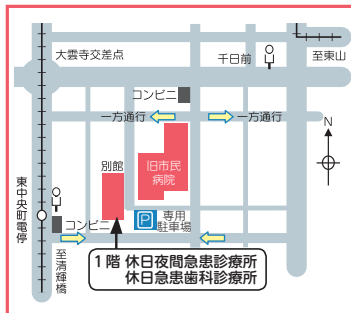 大雲寺交差点
千日前
至東山
コンビニ
一方通行
一方通行
N
旧市民
病院
別館
東中央町電停
コンビニ
P
専用
駐車場
至清輝橋
1階 休日夜間急患診療所
休日急患歯科診療所